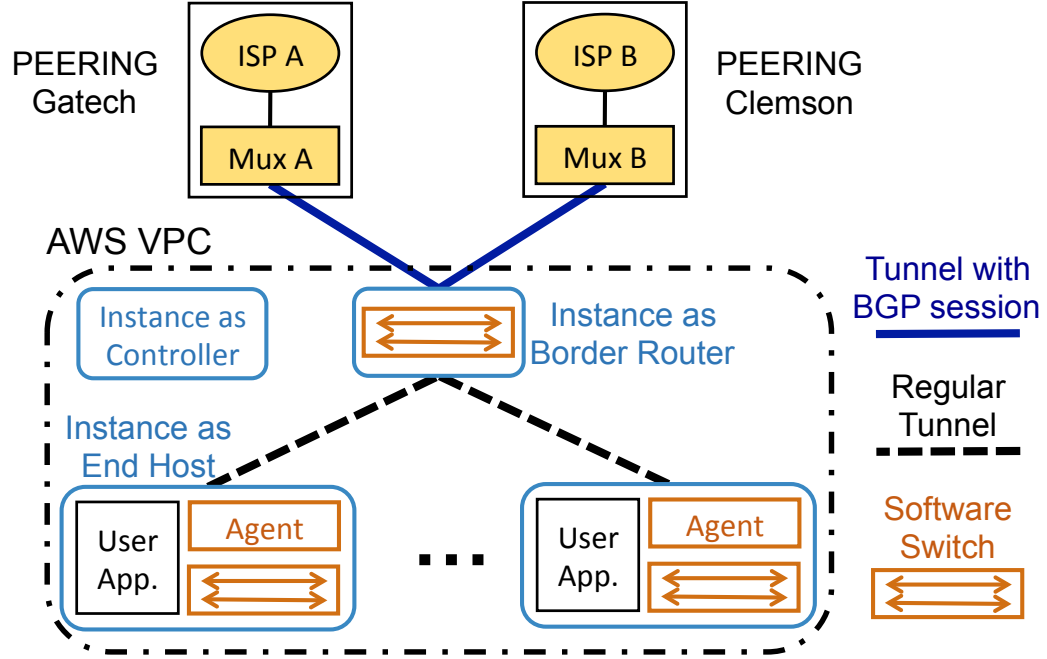 PEERING
Gatech
ISP A
Mux A
ISP B
Mux B
PEERING
Clemson
AWS VPC
Instance as
Controller
Instance as
Border Router
Tunnel with
BGP session
Regular
Tunnel
Instance as
End Host
User
App.
Agent
...
User
App.
Agent
Software
Switch